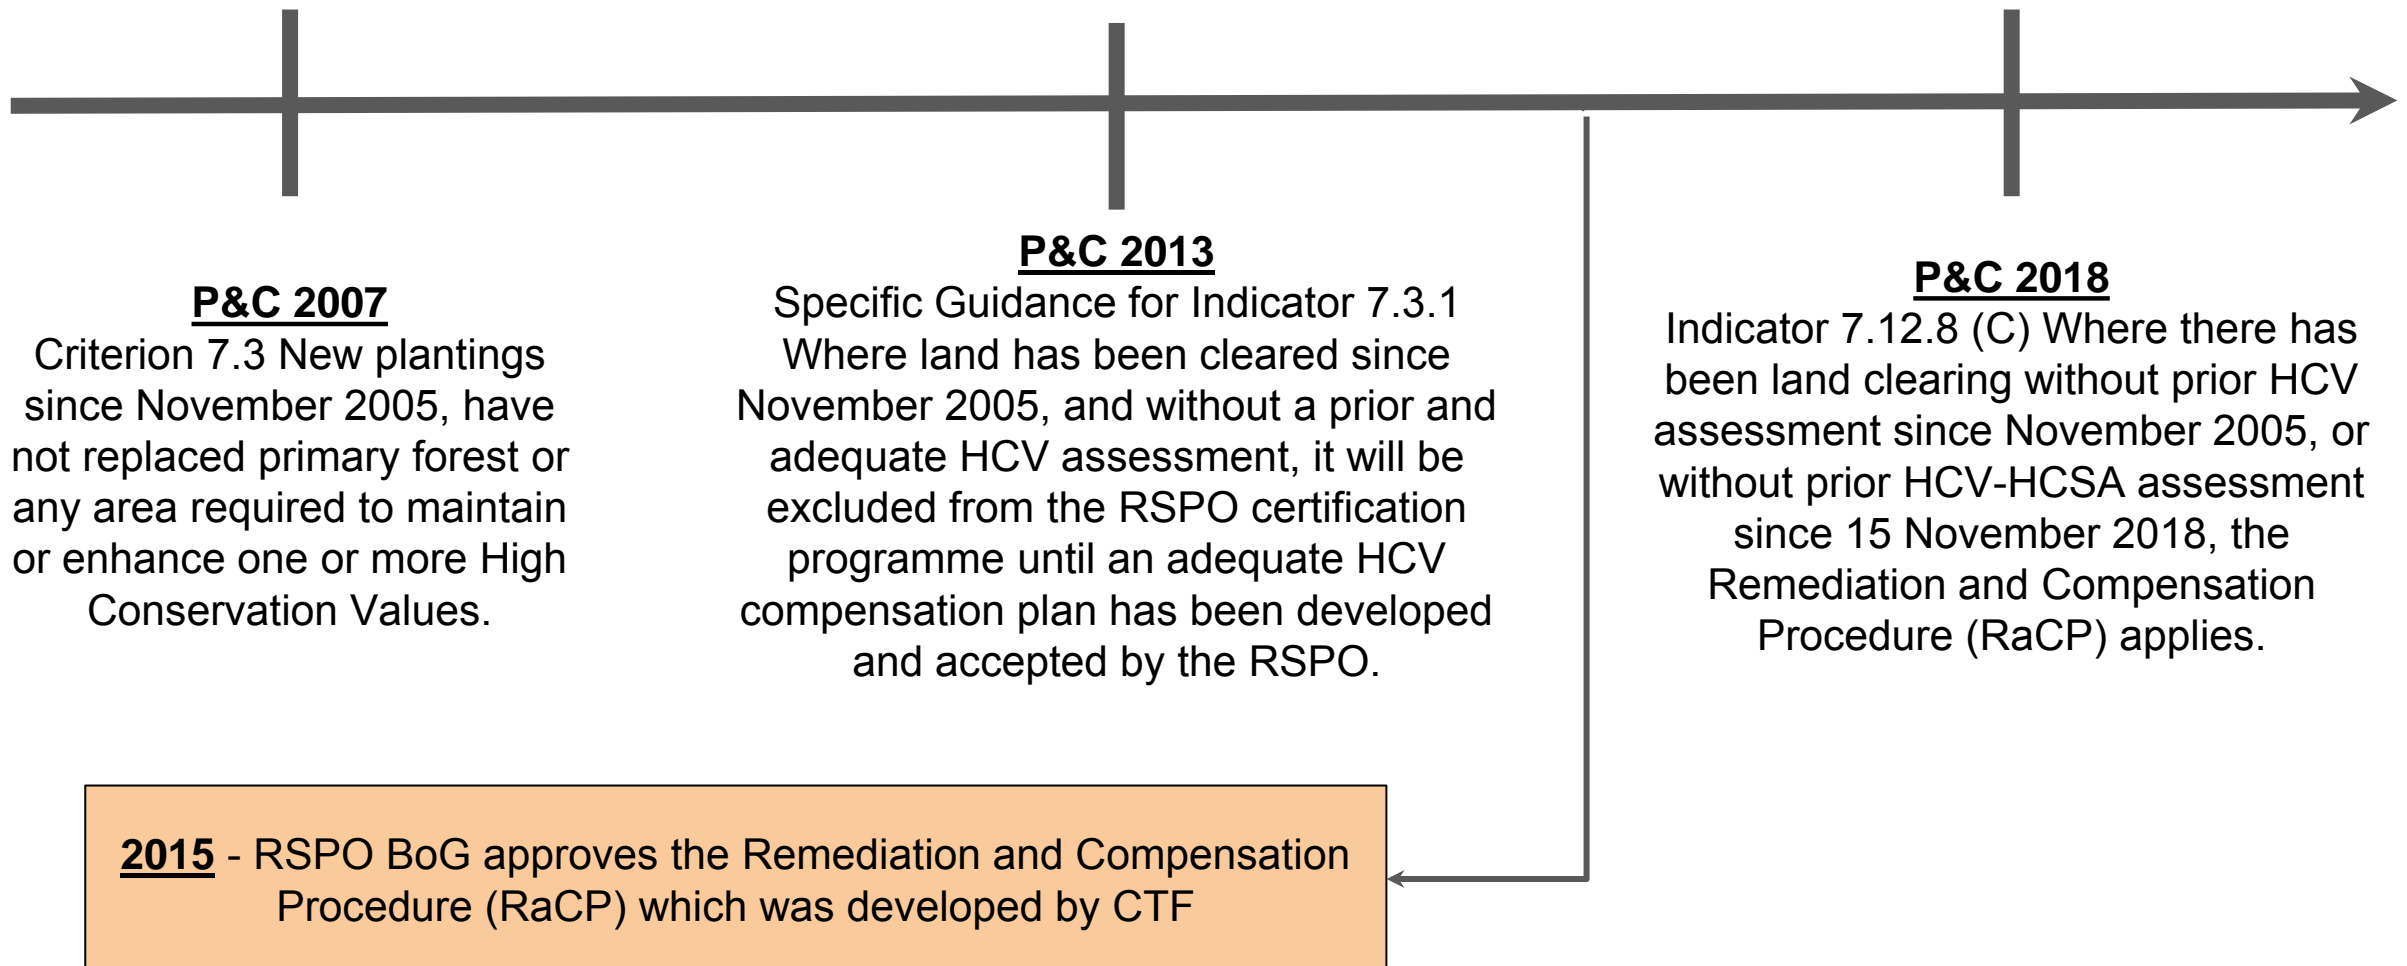 P&C 2007
Criterion 7.3 New plantings
since November 2005, have
not replaced primary forest or
any area required to maintain
or enhance one or more High
Conservation Values.
P&C 2013
Specific Guidance for Indicator 7.3.1
Where land has been cleared since
November 2005, and without a prior and
adequate HCV assessment, it will be
excluded from the RSPO certification
programme until an adequate HCV
compensation plan has been developed
and accepted by the RSPO.
P&C 2018
Indicator 7.12.8 (C) Where there has
been land clearing without prior HCV
assessment since November 2005, or
without prior HCV-HCSA assessment
since 15 November 2018, the
Remediation and Compensation
Procedure (RaCP) applies.
2015 - RSPO BoG approves the Remediation and Compensation
Procedure (RaCP) which was developed by CTF